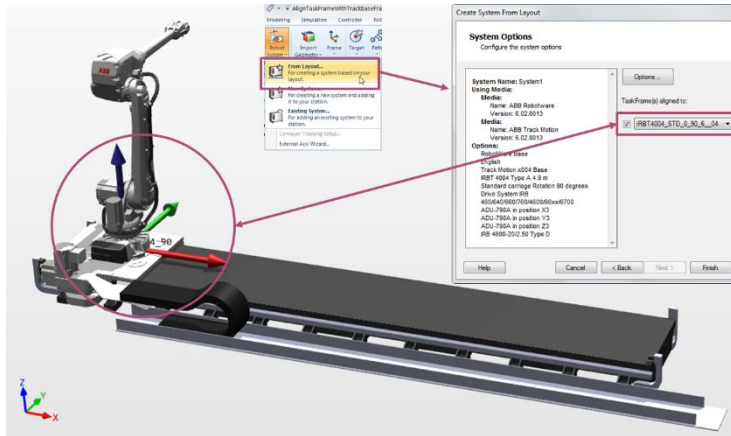 AlignTaskFrameWithTrackBaseFra
Modeling Simulation Controller RAP
Robot System
Import Geometry
Frame
Target
Path
From Layout...
For creating a system based on your layout.
For creating a new system and adding it to your station.
Existing System...
For adding an existing system to your station.
Conveyor Tracking Setup...
External Axis Wizard...
Create System From Layout
System Options
Configure the system options
System Name: System1
Using Media:
Media:
Name: ABB Robotware
Version: 6.02.0013
Media:
Name: ABB Track Motion
Version: 6.02.0013
Options:
RobotWare Base
English
Track Motion x004 Base
IRBT 4004 Type A 4.9 m
Standard carriage Rotation 90 degrees
Drive System IRB
460/640/660/760/4600/66xx/6700
ADU-790A in position X3
ADU-790A in position Y3
ADU-790A in position Z3
IRB 4600-20/2.50 Type D
Options...
TaskFrame(s) aligned to:
IRBT4004_STD_0_90_6__04
Help Cancel < Back Next > Finish
ABB
4_90
Z
Y
X